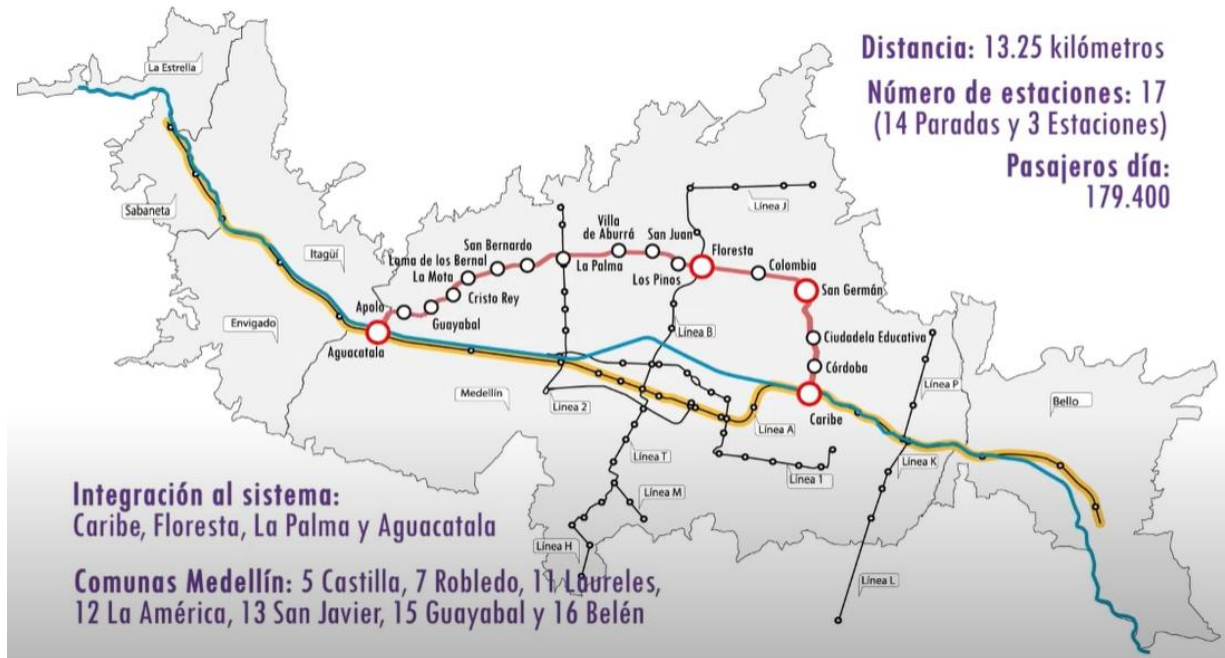 Distancia: 13.25 kilómetros
Número de estaciones: 17
(14 Paradas y 3 Estaciones)
Pasajeros día:
179.400
La Estrella
Sabaneta
Itagüí
Envigado
Medellín
Bello
Aguacatala
Apolo
Guayabal
Cristo Rey
La Mota
Loma de los Bernal
San Bernardo
La Palma
Villa
de Aburrá
San Juan
Los Pinos
Floresta
Colombia
San Germán
Ciudadela Educativa
Córdoba
Caribe
Línea J
Línea B
Línea P
Línea 2
Línea A
Línea K
Línea T
Línea 1
Línea M
Línea H
Línea L
Integración al sistema:
Caribe, Floresta, La Palma y Aguacatala
Comunas Medellín: 5 Castilla, 7 Robledo, 11 Laureles,
12 La América, 13 San Javier, 15 Guayabal y 16 Belén